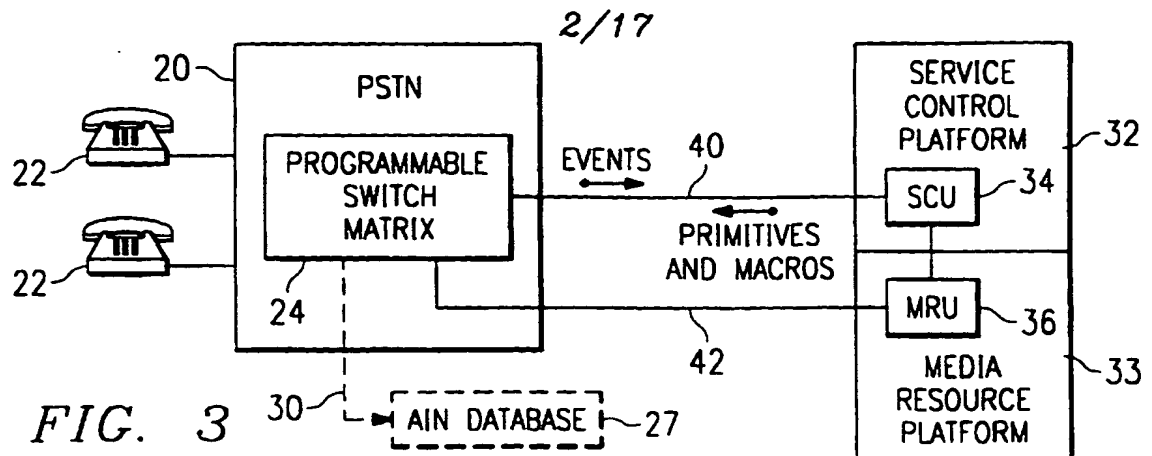 2/17
20
PSTN
22
22
PROGRAMMABLE
SWITCH
MATRIX
24
EVENTS
40
PRIMITIVES
AND MACROS
42
SERVICE
CONTROL
PLATFORM
32
SCU
34
MRU
36
MEDIA
RESOURCE
PLATFORM
33
30
AIN DATABASE
27
FIG. 3